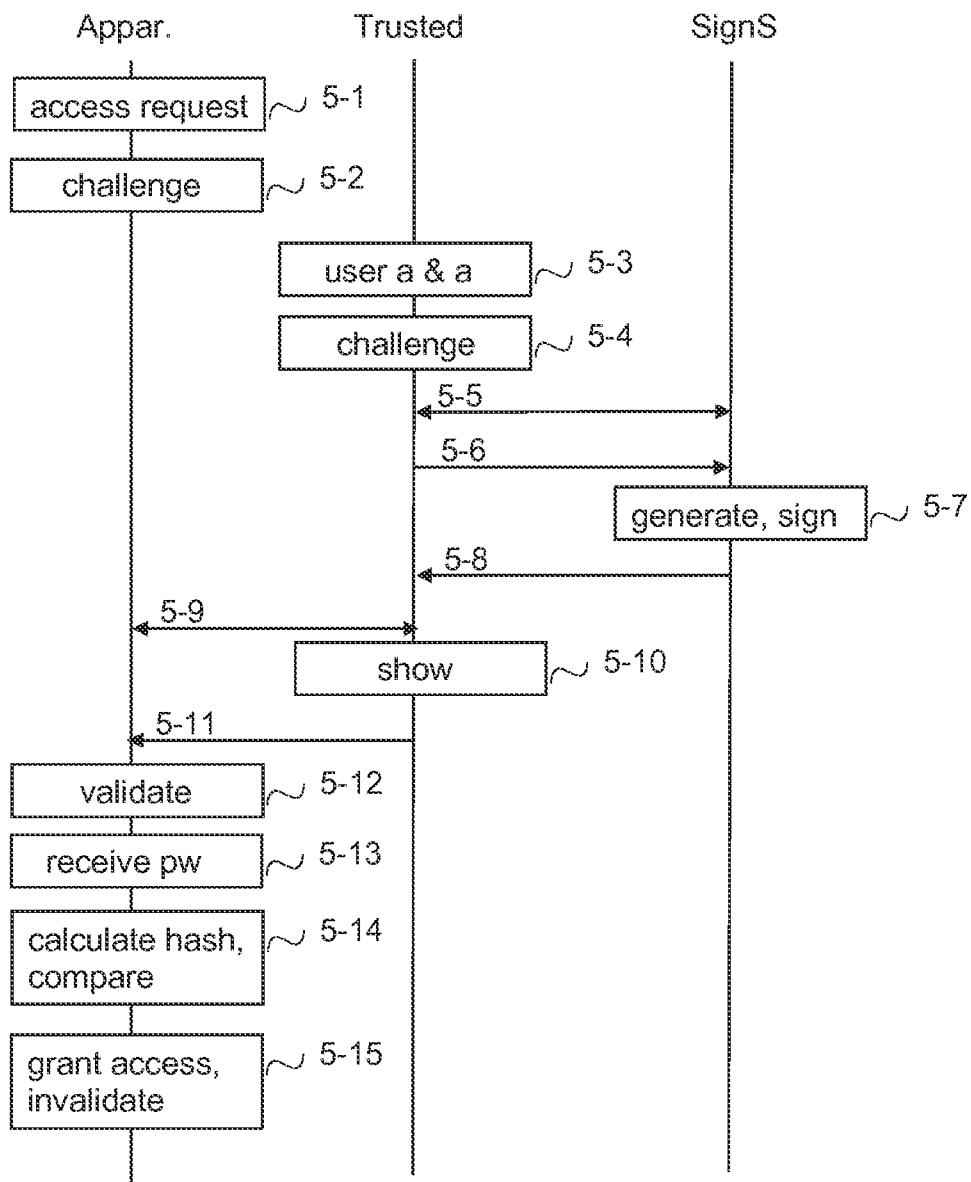 Appar. Trusted SignS
access request 5-1
challenge 5-2
user a & a 5-3
challenge 5-4
5-5
5-6
generate, sign 5-7
5-8
5-9
show 5-10
5-11
validate 5-12
receive pw 5-13
calculate hash, 5-14
compare
grant access, 5-15
invalidate